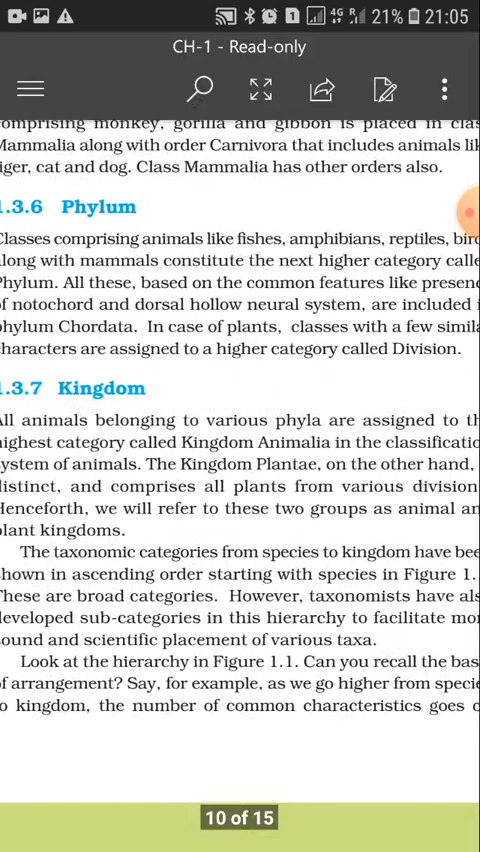 21% 21:05
CH-1 - Read-only
comprising monkey, gorilla and gibbon is placed in clas
Mammalia along with order Carnivora that includes animals lik
iger, cat and dog. Class Mammalia has other orders also.
1.3.6 Phylum
Classes comprising animals like fishes, amphibians, reptiles, bird
along with mammals constitute the next higher category calle
Phylum. All these, based on the common features like presenc
of notochord and dorsal hollow neural system, are included i
phylum Chordata. In case of plants, classes with a few simila
characters are assigned to a higher category called Division.
1.3.7 Kingdom
All animals belonging to various phyla are assigned to th
highest category called Kingdom Animalia in the classificatio
system of animals. The Kingdom Plantae, on the other hand,
distinct, and comprises all plants from various division
Henceforth, we will refer to these two groups as animal an
plant kingdoms.
The taxonomic categories from species to kingdom have bee
shown in ascending order starting with species in Figure 1.
These are broad categories. However, taxonomists have als
developed sub-categories in this hierarchy to facilitate mor
sound and scientific placement of various taxa.
Look at the hierarchy in Figure 1.1. Can you recall the bas
of arrangement? Say, for example, as we go higher from specie
to kingdom, the number of common characteristics goes o
10 of 15